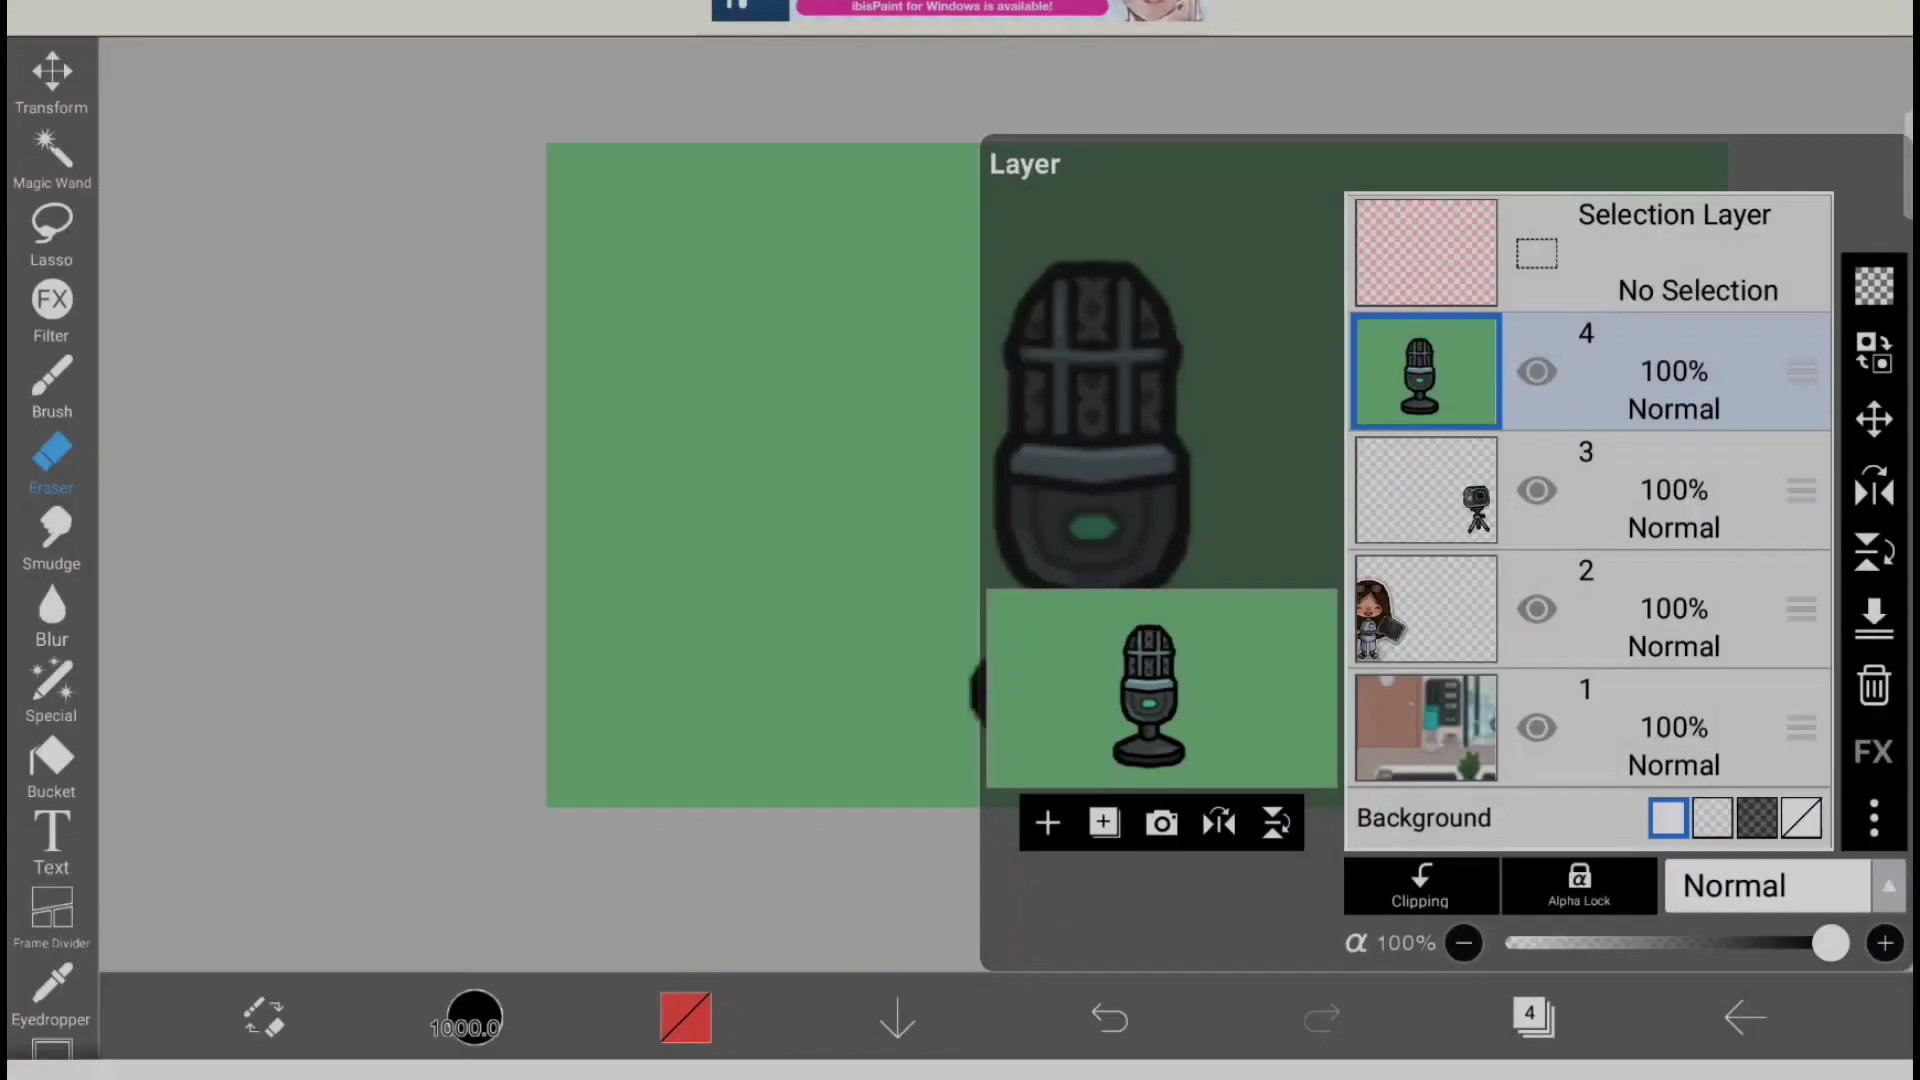 ibisPaint for Windows is available!
Transform
Magic Wand
Lasso
FX
Filter
Brush
Eraser
Smudge
Blur
Special
Bucket
T
Text
Frame Divider
Eyedropper
Layer
Selection Layer
No Selection
4
100%
Normal
3
100%
Normal
2
100%
Normal
1
100%
Normal
Background
FX
Clipping
α
Alpha Lock
Normal
α 100%
1000.0
4